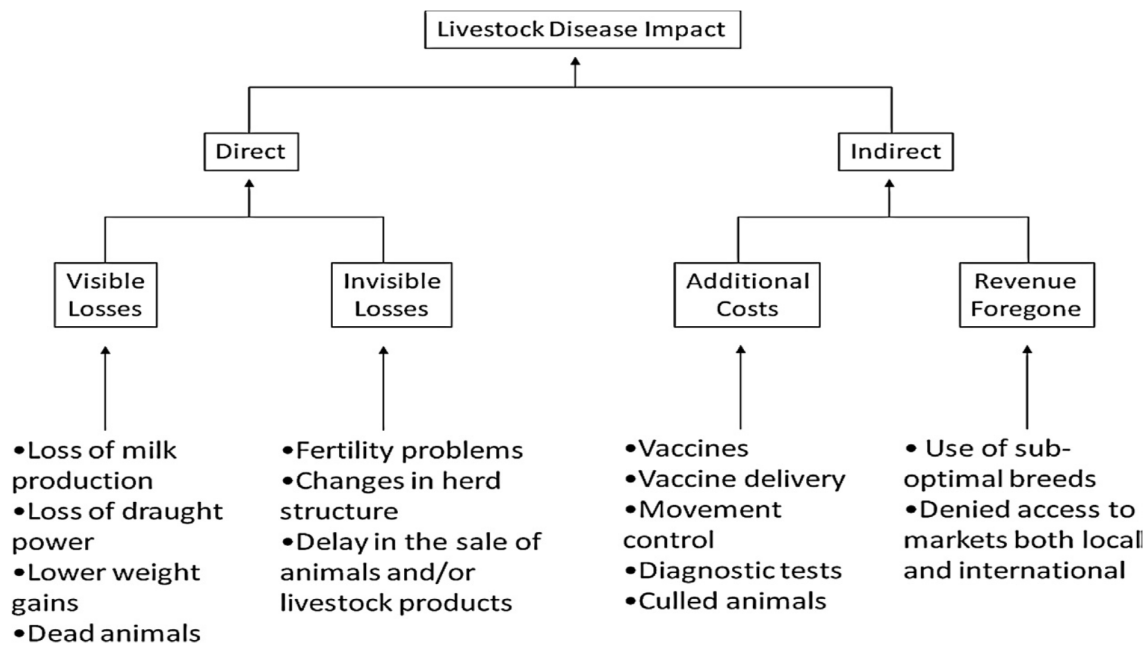 Livestock Disease Impact
Direct
Indirect
Visible
Losses
Invisible
Losses
Additional
Costs
Revenue
Foregone
•Loss of milk
production
•Loss of draught
power
•Lower weight
gains
•Dead animals
•Fertility problems
•Changes in herd
structure
•Delay in the sale of
animals and/or
livestock products
•Vaccines
•Vaccine delivery
•Movement
control
•Diagnostic tests
•Culled animals
• Use of sub-
optimal breeds
•Denied access to
markets both local
and international